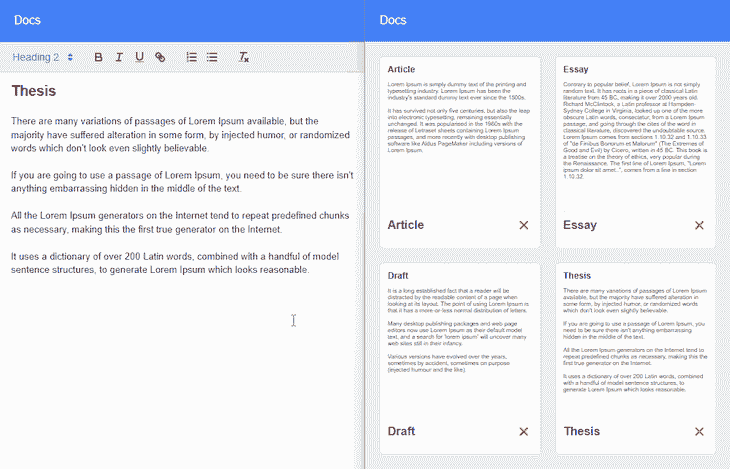 Docs
Heading 2
B I U
Thesis
There are many variations of passages of Lorem Ipsum available, but the
majority have suffered alteration in some form, by injected humor, or randomized
words which don't look even slightly believable.
If you are going to use a passage of Lorem Ipsum, you need to be sure there isn't
anything embarrassing hidden in the middle of the text.
All the Lorem Ipsum generators on the Internet tend to repeat predefined chunks
as necessary, making this the first true generator on the Internet.
It uses a dictionary of over 200 Latin words, combined with a handful of model
sentence structures, to generate Lorem Ipsum which looks reasonable.
Docs
Article
Lorem Ipsum is simply dummy text of the printing and
typesetting industry. Lorem Ipsum has been the
industry's standard dummy text ever since the 1500s.
It has survived not only five centuries, but also the leap
into electronic typesetting, remaining essentially
unchanged. It was popularised in the 1960s with the
release of Letraset sheets containing Lorem Ipsum
passages, and more recently with desktop publishing
software like Aldus PageMaker including versions of
Lorem Ipsum.
Article
Essay
Contrary to popular belief, Lorem Ipsum is not simply
random text. It has roots in a piece of classical Latin
literature from 45 BC, making it over 2000 years old.
Richard McClintock, a Latin professor at Hampden-
Sydney College in Virginia, looked up one of the more
obscure Latin words, consectetur, from a Lorem Ipsum
passage, and going through the cites of the word in
classical literature, discovered the undoubtable source.
Lorem Ipsum comes from sections 1.10.32 and 1.10.33
of "de Finibus Bonorum et Malorum" (The Extremes of
Good and Evil) by Cicero, written in 45 BC. This book is
a treatise on the theory of ethics, very popular during
the Renaissance. The first line of Lorem Ipsum, "Lorem
ipsum dolor sit amet..", comes from a line in section
1.10.32.
Essay
Draft
It is a long established fact that a reader will be
distracted by the readable content of a page when
looking at its layout. The point of using Lorem Ipsum is
that it has a more-or-less normal distribution of letters.
Many desktop publishing packages and web page
editors now use Lorem Ipsum as their default model
text, and a search for 'lorem ipsum' will uncover many
web sites still in their infancy.
Various versions have evolved over the years,
sometimes by accident, sometimes on purpose
(injected humour and the like).
Draft
Thesis
There are many variations of passages of Lorem Ipsum
available, but the majority have suffered alteration in
some form, by injected humor, or randomized words
which don't look even slightly believable.
If you are going to use a passage of Lorem Ipsum, you
need to be sure there isn't anything embarrassing
hidden in the middle of the text.
All the Lorem Ipsum generators on the Internet tend to
repeat predefined chunks as necessary, making this the
first true generator on the Internet.
It uses a dictionary of over 200 Latin words, combined
with a handful of model sentence structures, to
generate Lorem Ipsum which looks reasonable.
Thesis